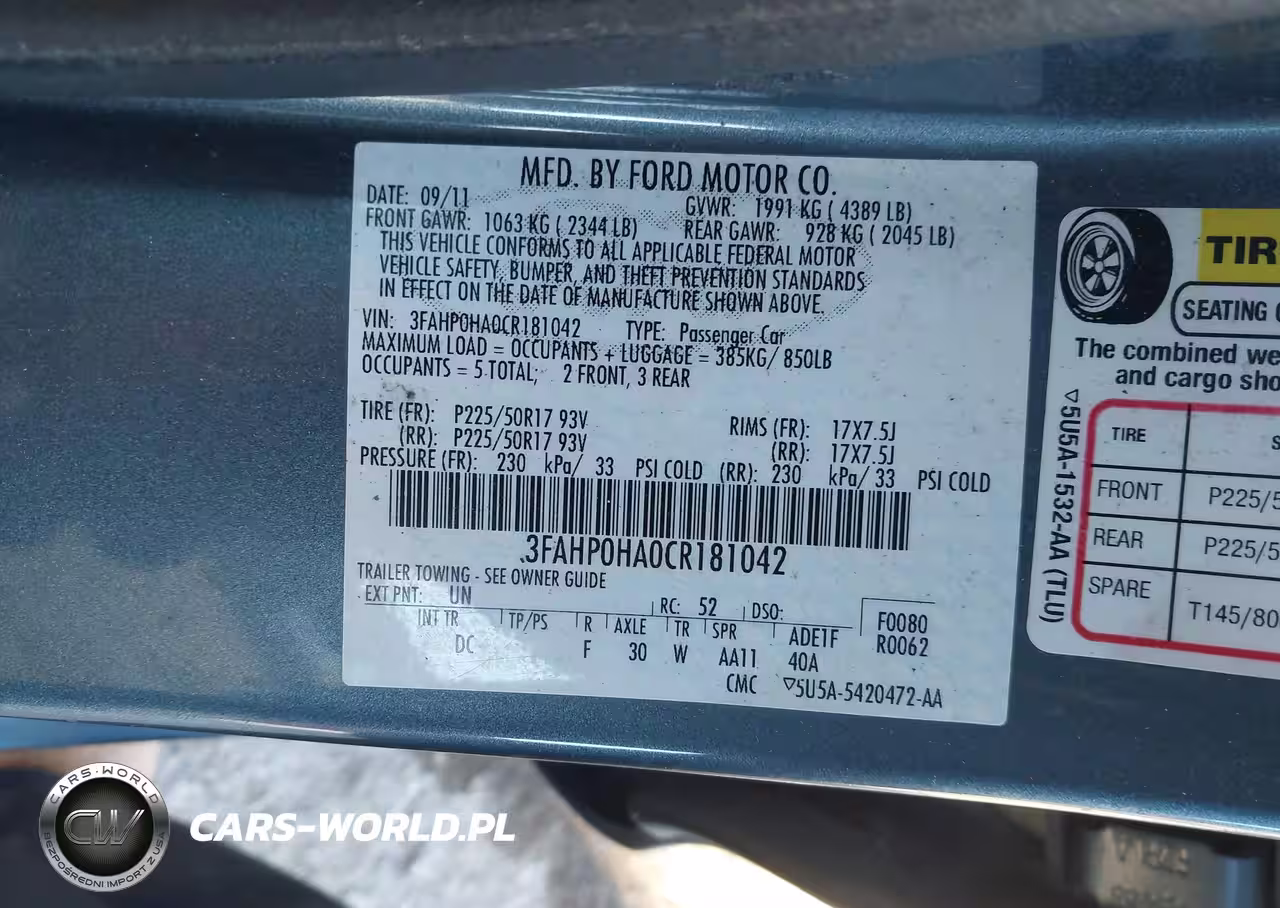 MFD. BY FORD MOTOR CO.
DATE: 09/11 GVWR: 1991 KG ( 4389 LB)
FRONT GAWR: 1063 KG ( 2344 LB) REAR GAWR: 928 KG ( 2045 LB)
THIS VEHICLE CONFORMS TO ALL APPLICABLE FEDERAL MOTOR
VEHICLE SAFETY, BUMPER, AND THEFT PREVENTION STANDARDS
IN EFFECT ON THE DATE OF MANUFACTURE SHOWN ABOVE.
VIN: 3FAHP0HA0CR181042 TYPE: Passenger Car
MAXIMUM LOAD = OCCUPANTS + LUGGAGE = 385KG/ 850LB
OCCUPANTS = 5 TOTAL; 2 FRONT, 3 REAR
TIRE (FR): P225/50R17 93V RIMS (FR): 17X7.5J
(RR): P225/50R17 93V (RR): 17X7.5J
PRESSURE (FR): 230 kPa/ 33 PSI COLD (RR): 230 kPa/ 33 PSI COLD
3FAHP0HA0CR181042
TRAILER TOWING - SEE OWNER GUIDE
EXT PNT: UN RC: 52 DSO: F0080
INT TR TP/PS R AXLE TR SPR ADE1F R0062
DC F 30 W AA11 40A
CMC ▽5U5A-5420472-AA
TIR
SEATING
The combined we
and cargo sho
▽5U5A-1532-AA (TLU)
TIRE S
FRONT P225/5
REAR P225/5
SPARE T145/80
CARS-WORLD
CW
BEZPOŚREDNI IMPORT Z USA
CARS-WORLD.PL